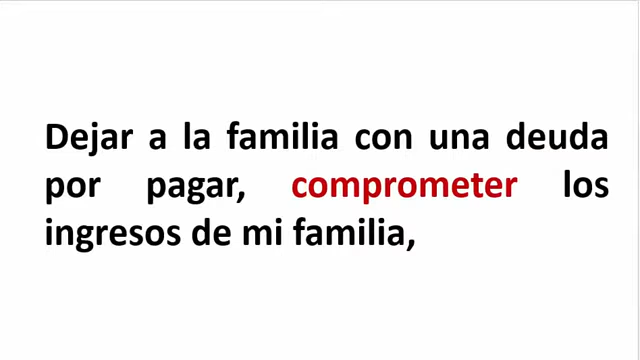 Dejar a la familia con una deuda
por pagar, comprometer los
ingresos de mi familia,